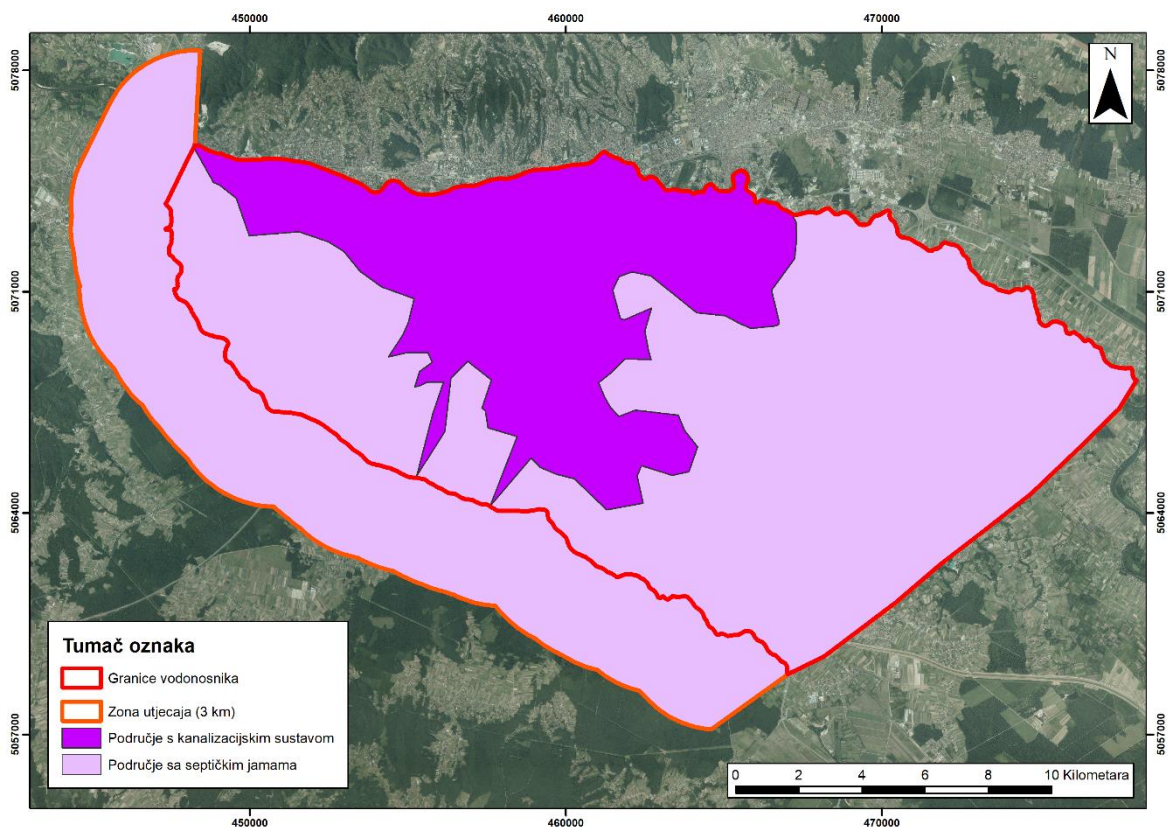 450000 460000 470000
5078000 5078000
N
5071000 5071000
5064000 5064000
5057000 5057000
Tumač oznaka
Granice vodonosnika
Zona utjecaja (3 km)
Područje s kanalizacijskim sustavom
Područje sa septičkim jamama
0 2 4 6 8 10 Kilometara
450000 460000 470000